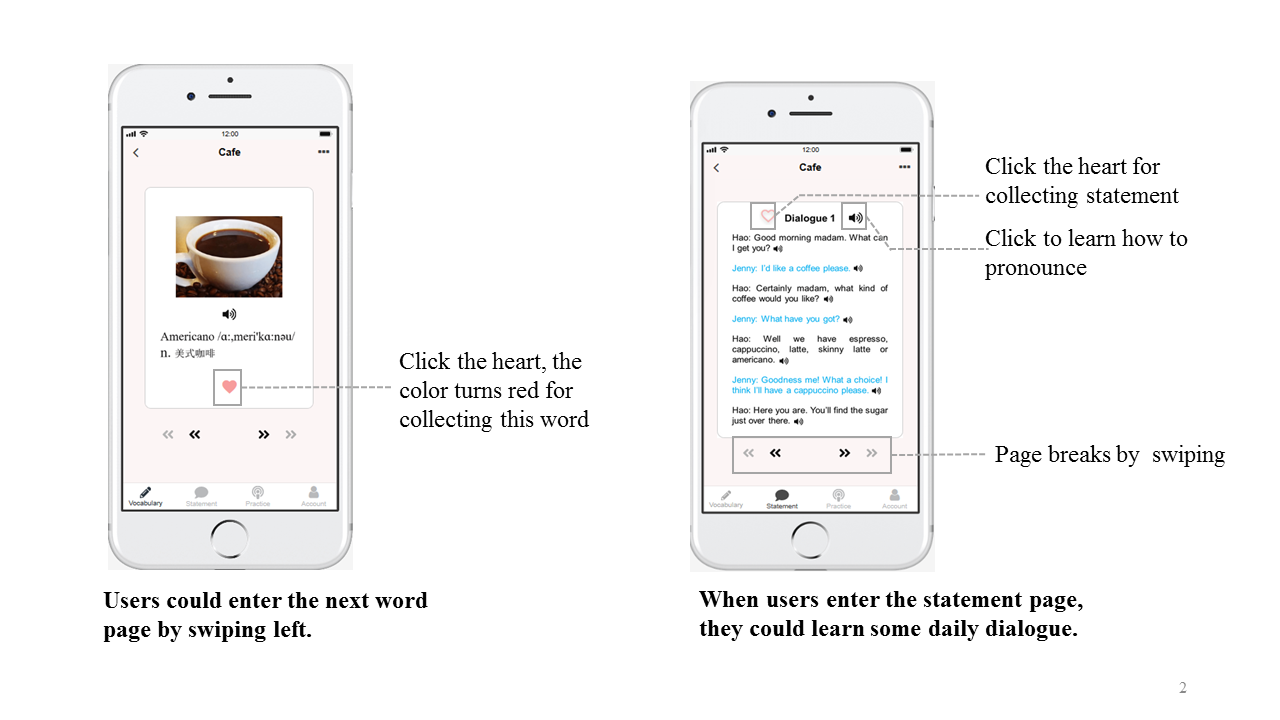 12:00
Cafe
Americano /ɑ:,meri'kɑ:nəu/
n. 美式咖啡
Vocabulary
Statement
Practice
Account
Click the heart, the
color turns red for
collecting this word
Users could enter the next word
page by swiping left.
12:00
Cafe
Dialogue 1
Hao: Good morning madam. What can
I get you?
Jenny: I'd like a coffee please.
Hao: Certainly madam, what kind of
coffee would you like?
Jenny: What have you got?
Hao: Well we have espresso,
cappuccino, latte, skinny latte or
americano.
Jenny: Goodness me! What a choice! I
think I'll have a cappuccino please.
Hao: Here you are. You'll find the sugar
just over there.
Vocabulary
Statement
Practice
Account
Click the heart for
collecting statement
Click to learn how to
pronounce
Page breaks by  swiping
When users enter the statement page,
they could learn some daily dialogue.
2